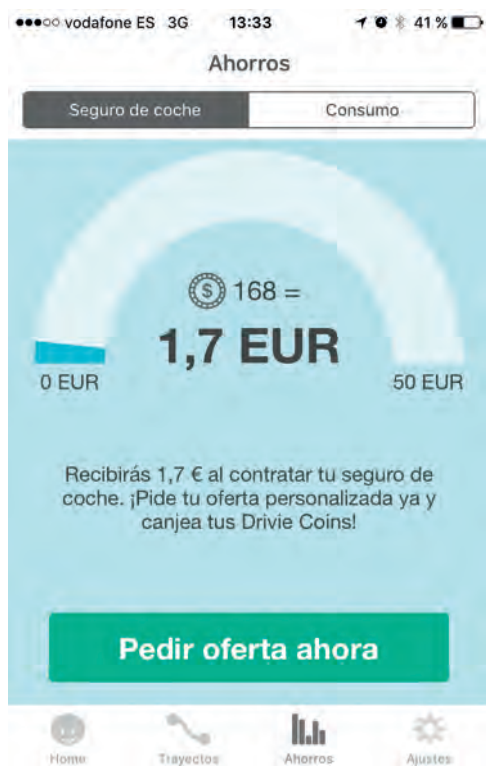 vodafone ES 3G 13:33 41 %
Ahorros
Seguro de coche Consumo
$ 168 =
1,7 EUR
0 EUR 50 EUR
Recibirás 1,7 € al contratar tu seguro de
coche. ¡Pide tu oferta personalizada ya y
canjea tus Drivie Coins!
Pedir oferta ahora
Home Trayectos Ahorros Ajustes